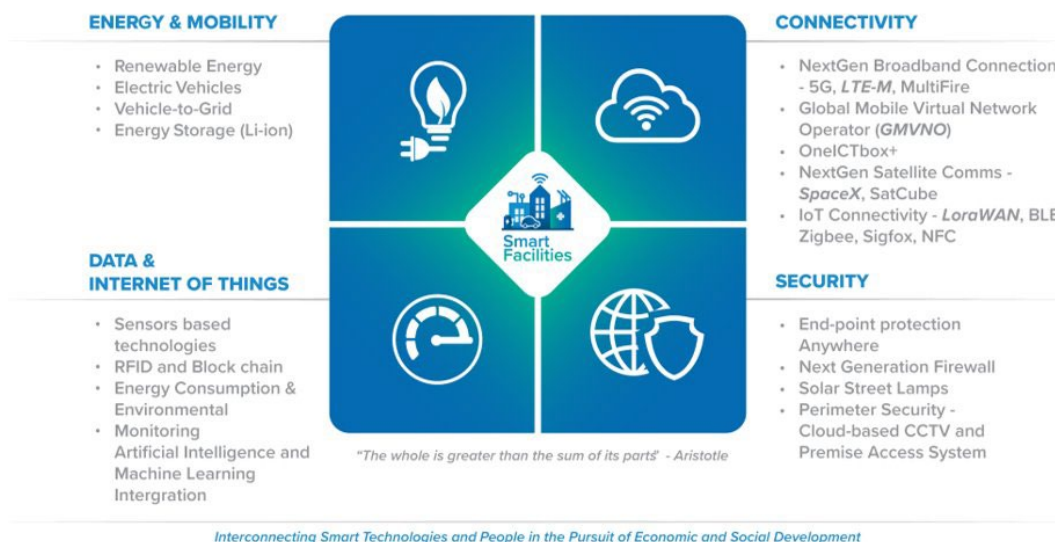 ENERGY & MOBILITY
• Renewable Energy
• Electric Vehicles
• Vehicle-to-Grid
• Energy Storage (Li-ion)
CONNECTIVITY
• NextGen Broadband Connection
- 5G, LTE-M, MultiFire
• Global Mobile Virtual Network
Operator (GMVNO)
• OneICTbox+
• NextGen Satellite Comms -
SpaceX, SatCube
• IoT Connectivity - LoraWAN, BLE
Zigbee, Sigfox, NFC
Smart
Facilities
DATA &
INTERNET OF THINGS
• Sensors based
technologies
• RFID and Block chain
• Energy Consumption &
Environmental
• Monitoring
Artificial Intelligence and
Machine Learning
Intergration
SECURITY
• End-point protection
Anywhere
• Next Generation Firewall
• Solar Street Lamps
• Perimeter Security -
Cloud-based CCTV and
Premise Access System
"The whole is greater than the sum of its parts" - Aristotle
Interconnecting Smart Technologies and People in the Pursuit of Economic and Social Development